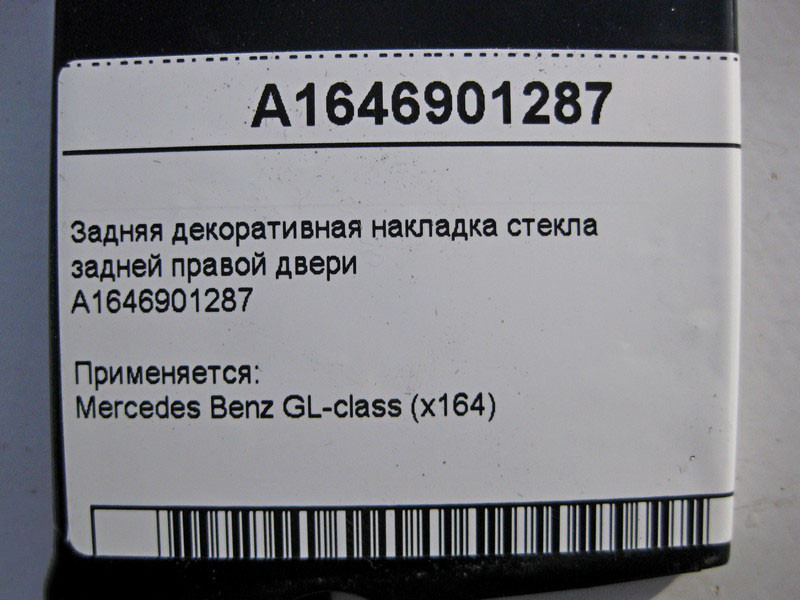 A1646901287
Задняя декоративная накладка стекла
задней правой двери
A1646901287
Применяется:
Mercedes Benz GL-class (x164)